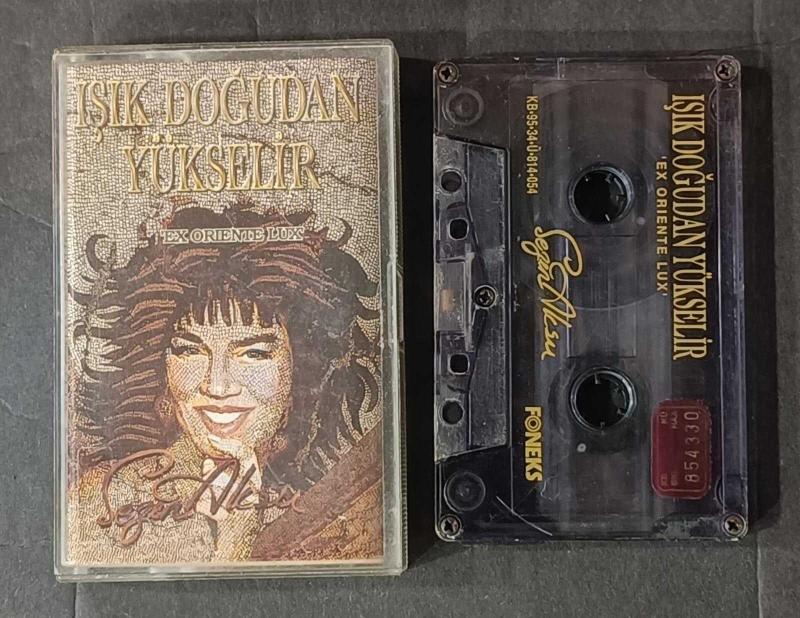 IŞIK DOĞUDAN
YÜKSELİR
'EX ORIENTE LUX'
Sezen Aksu
IŞIK DOĞUDAN YÜKSELİR
'EX ORIENTE LUX'
Sezen Aksu
KB•95•34•Ü•814•054
FONEKS
854330